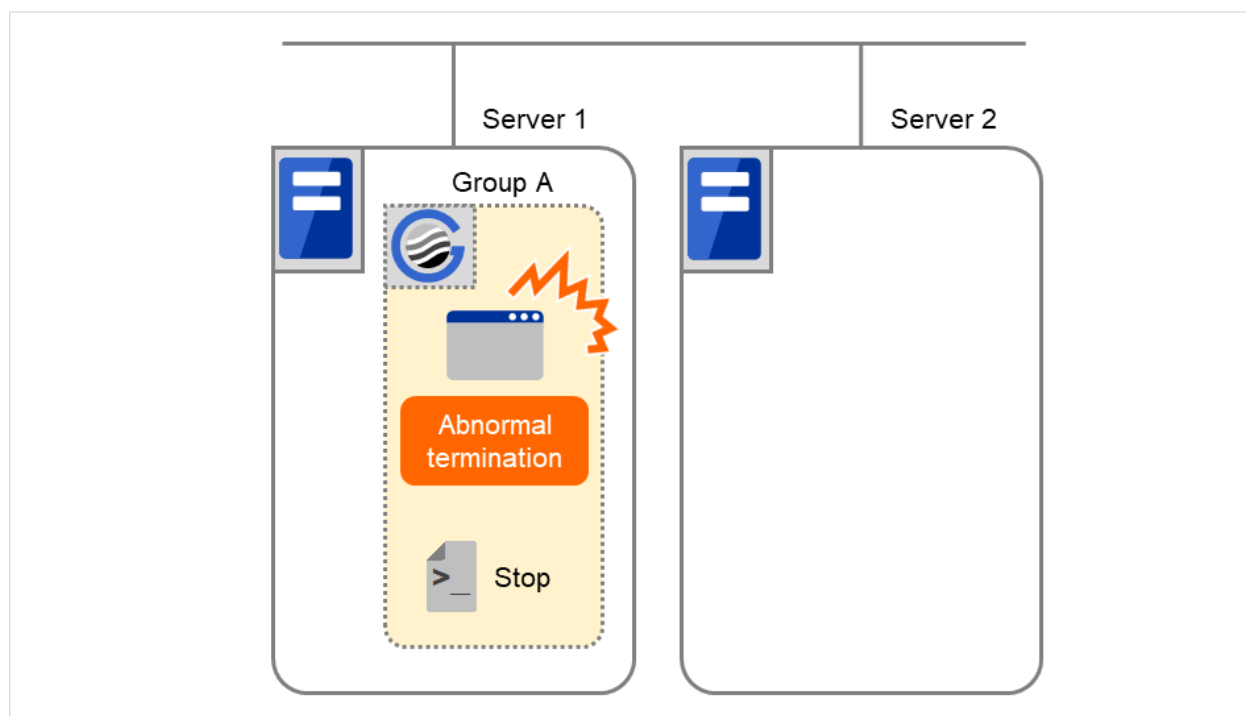 Server 1
Server 2
Group A
Abnormal
termination
>_
Stop